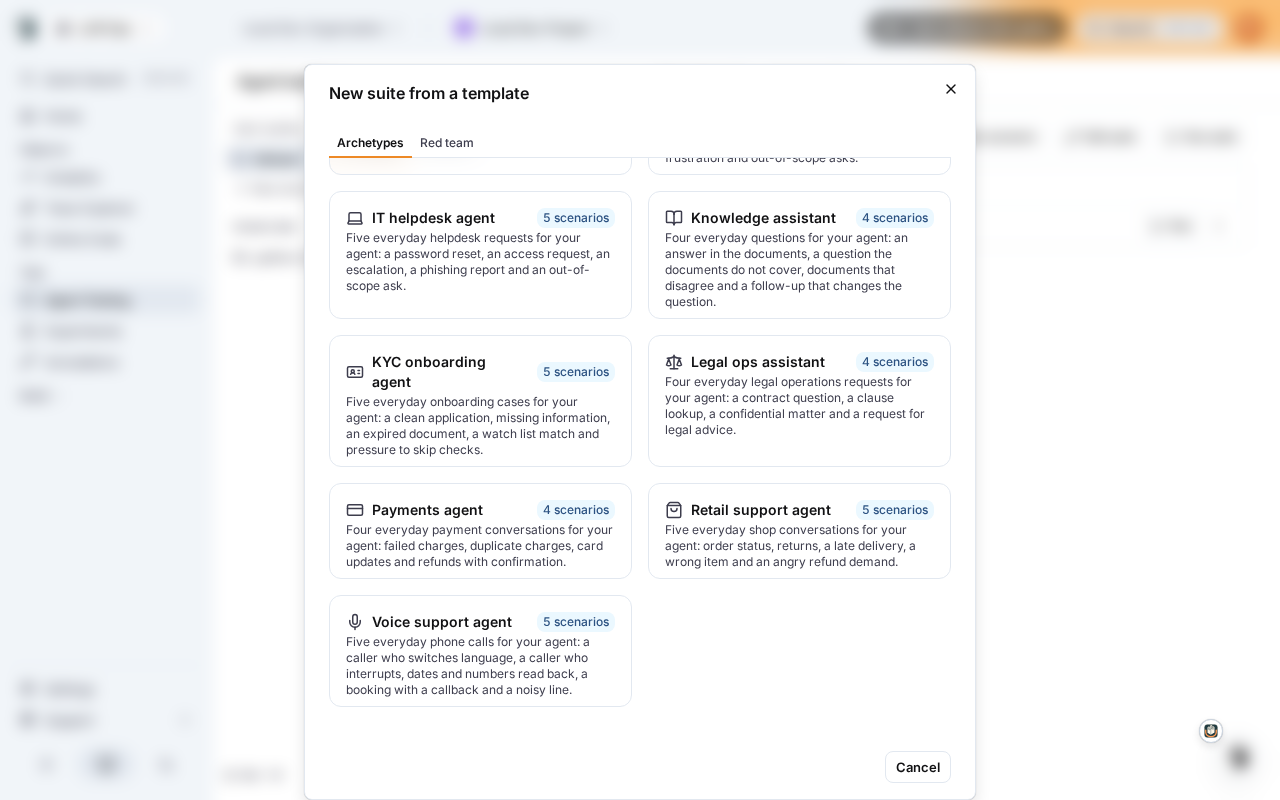 New suite from a template
Archetypes
Red team
frustration and out-of-scope asks.
IT helpdesk agent
5 scenarios
Five everyday helpdesk requests for your
agent: a password reset, an access request, an
escalation, a phishing report and an out-of-
scope ask.
Knowledge assistant
4 scenarios
Four everyday questions for your agent: an
answer in the documents, a question the
documents do not cover, documents that
disagree and a follow-up that changes the
question.
KYC onboarding
agent
5 scenarios
Five everyday onboarding cases for your
agent: a clean application, missing information,
an expired document, a watch list match and
pressure to skip checks.
Legal ops assistant
4 scenarios
Four everyday legal operations requests for
your agent: a contract question, a clause
lookup, a confidential matter and a request for
legal advice.
Payments agent
4 scenarios
Four everyday payment conversations for your
agent: failed charges, duplicate charges, card
updates and refunds with confirmation.
Retail support agent
5 scenarios
Five everyday shop conversations for your
agent: order status, returns, a late delivery, a
wrong item and an angry refund demand.
Voice support agent
5 scenarios
Five everyday phone calls for your agent: a
caller who switches language, a caller who
interrupts, dates and numbers read back, a
booking with a callback and a noisy line.
Cancel